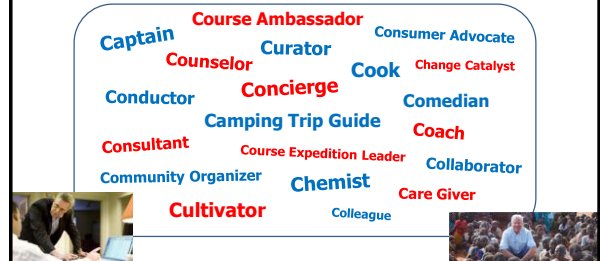 Course Ambassador
Captain
Consumer Advocate
Curator
Counselor
Cook
Change Catalyst
Concierge
Conductor
Comedian
Camping Trip Guide
Coach
Consultant
Course Expedition Leader
Collaborator
Community Organizer
Chemist
Care Giver
Cultivator
Colleague